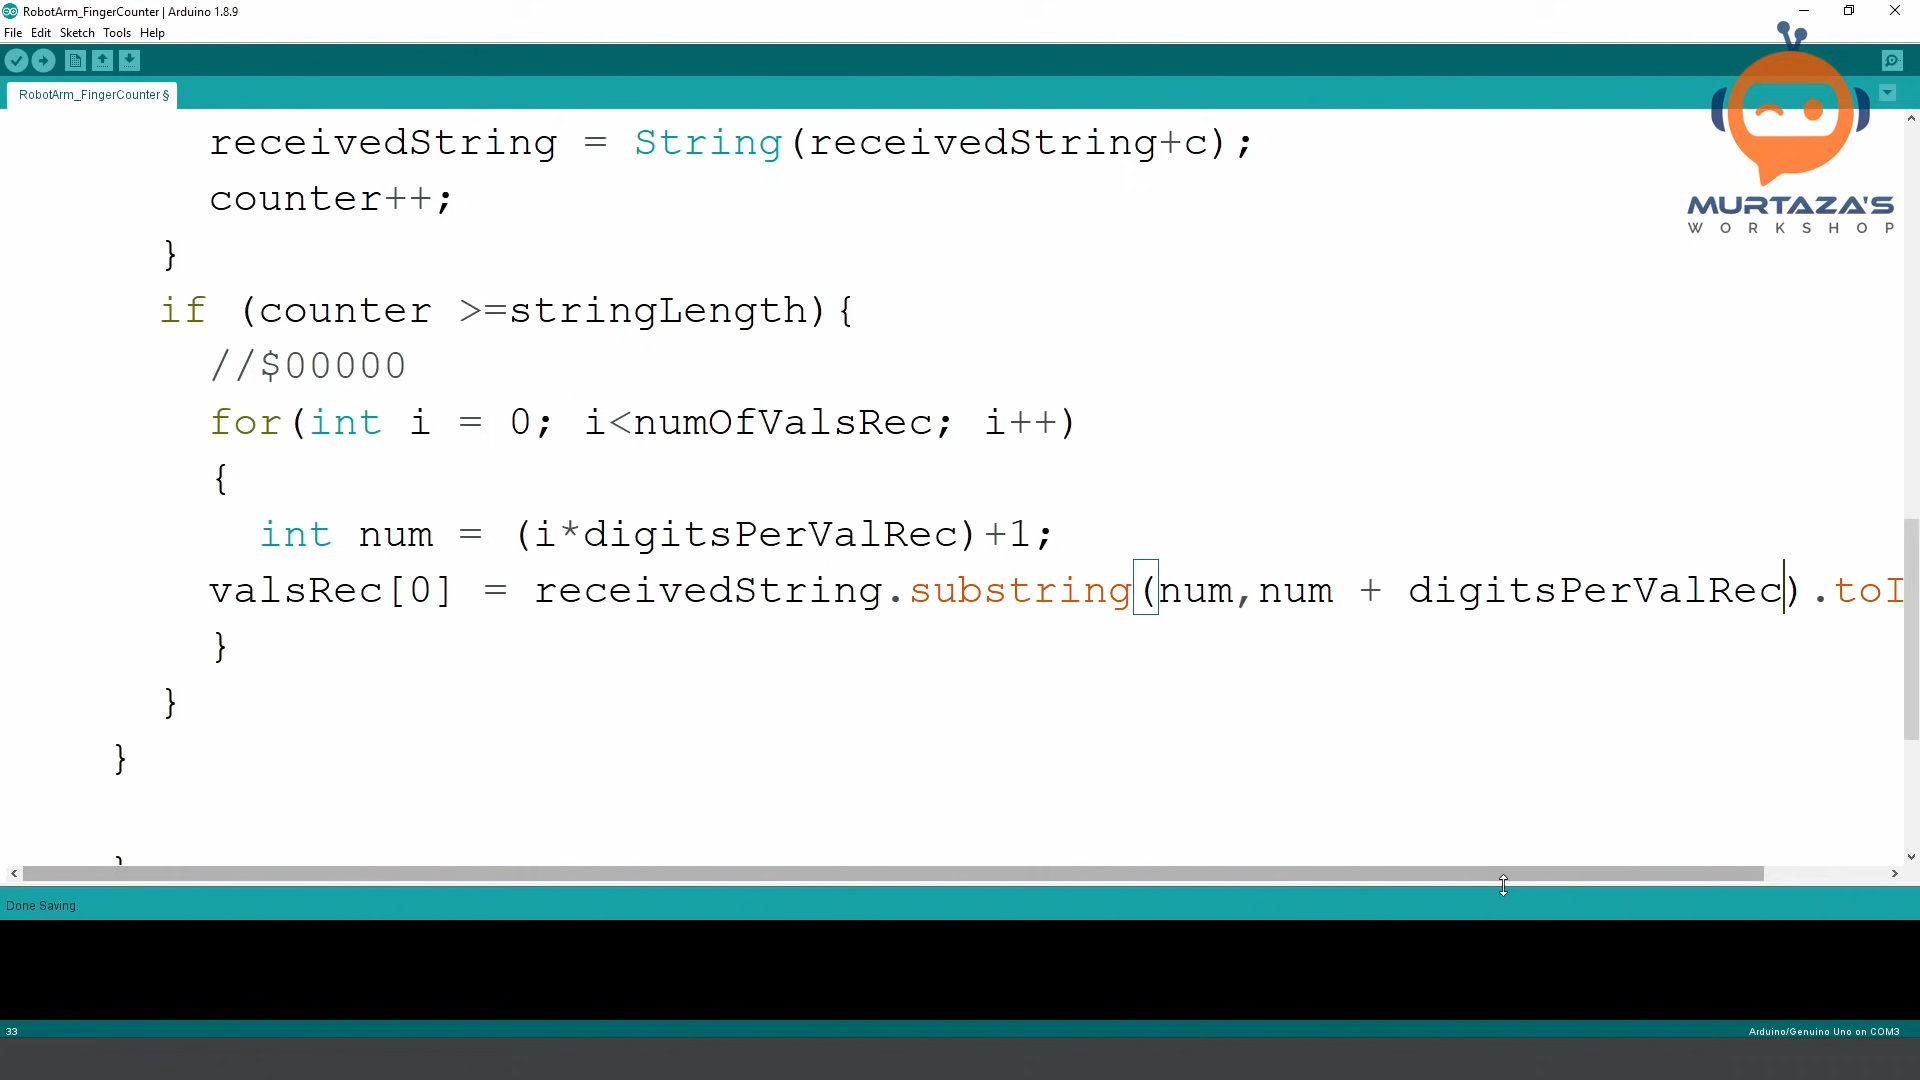 RobotArm_FingerCounter | Arduino 1.8.9
File Edit Sketch Tools Help
RobotArm_FingerCounter §
MURTAZA'S
WORKSHOP
receivedString = String(receivedString+c);
counter++;
}
if (counter >=stringLength){
//$00000
for(int i = 0; i<numOfValsRec; i++)
{
int num = (i*digitsPerValRec)+1;
valsRec[0] = receivedString.substring(num,num + digitsPerValRec).toI
}
}
}
}
Done Saving.
33
Arduino/Genuino Uno on COM3